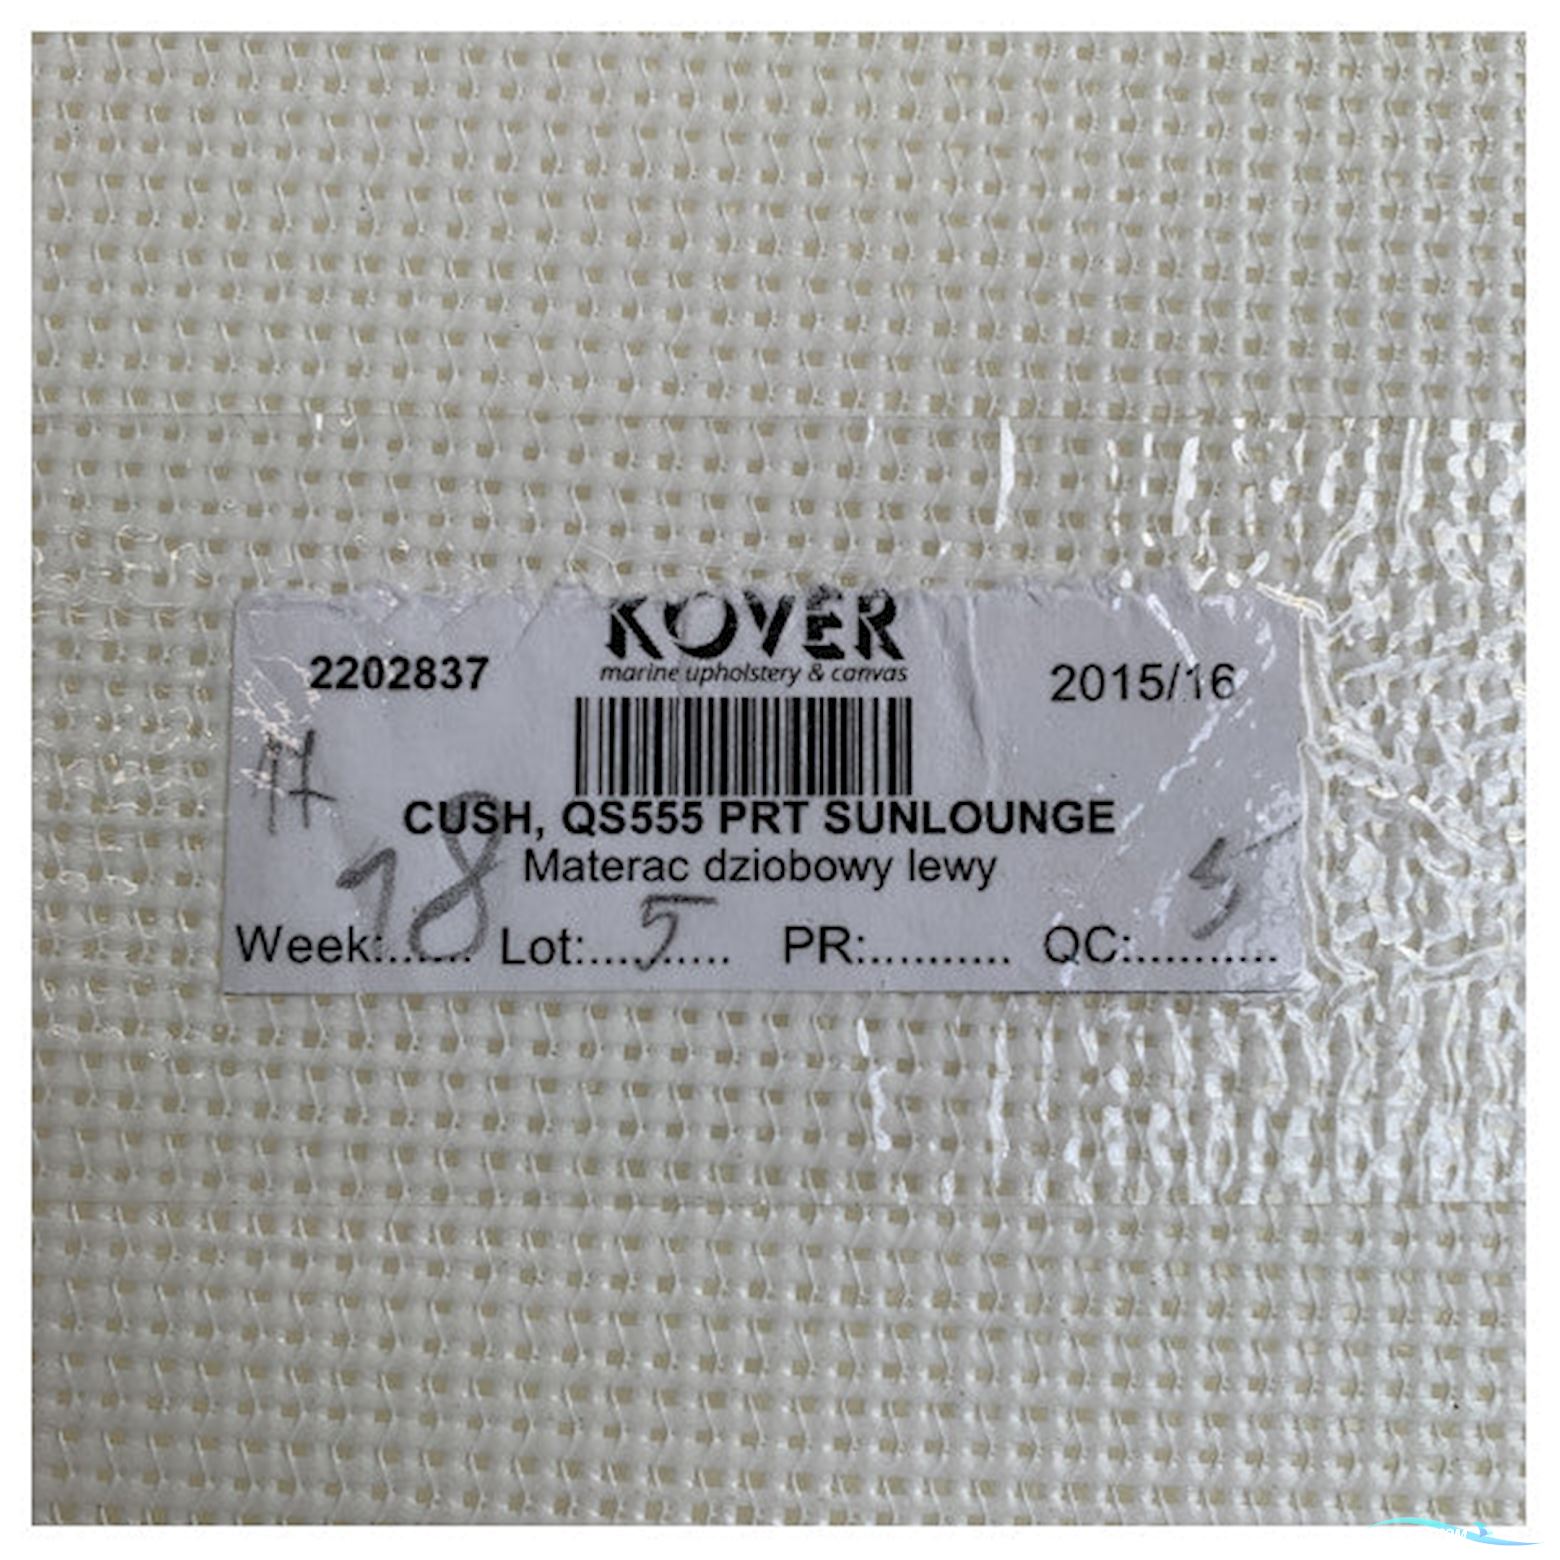 KOVER
marine upholstery & canvas
2202837
2015/16
CUSH, QS555 PRT SUNLOUNGE
Materac dziobowy lewy
Week:....... 18 Lot:.......... 5 PR:........... QC:.......... 5